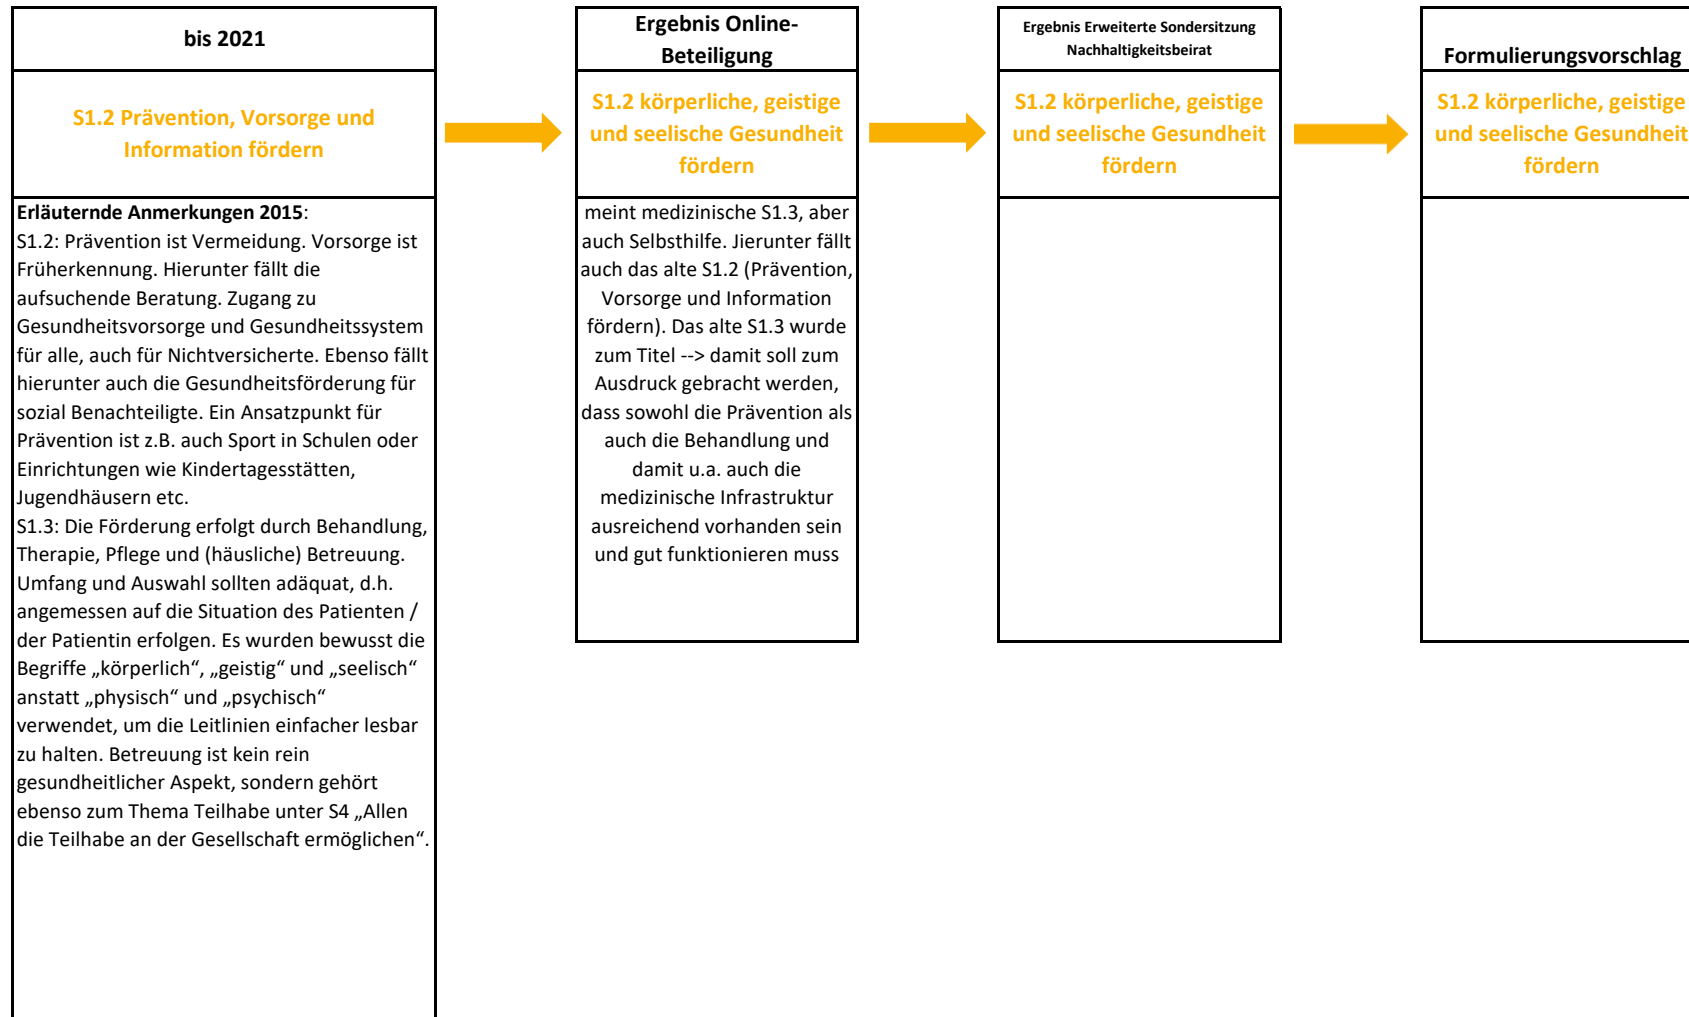 bis 2021
S1.2 Prävention, Vorsorge und
Information fördern
Erläuternde Anmerkungen 2015:
S1.2: Prävention ist Vermeidung. Vorsorge ist
Früherkennung. Hierunter fällt die
aufsuchende Beratung. Zugang zu
Gesundheitsvorsorge und Gesundheitssystem
für alle, auch für Nichtversicherte. Ebenso fällt
hierunter auch die Gesundheitsförderung für
sozial Benachteiligte. Ein Ansatzpunkt für
Prävention ist z.B. auch Sport in Schulen oder
Einrichtungen wie Kindertagesstätten,
Jugendhäusern etc.
S1.3: Die Förderung erfolgt durch Behandlung,
Therapie, Pflege und (häusliche) Betreuung.
Umfang und Auswahl sollten adäquat, d.h.
angemessen auf die Situation des Patienten /
der Patientin erfolgen. Es wurden bewusst die
Begriffe „körperlich“, „geistig“ und „seelisch“
anstatt „physisch“ und „psychisch“
verwendet, um die Leitlinien einfacher lesbar
zu halten. Betreuung ist kein rein
gesundheitlicher Aspekt, sondern gehört
ebenso zum Thema Teilhabe unter S4 „Allen
die Teilhabe an der Gesellschaft ermöglichen“.
Ergebnis Online-
Beteiligung
S1.2 körperliche, geistige
und seelische Gesundheit
fördern
meint medizinische S1.3, aber
auch Selbsthilfe. Jierunter fällt
auch das alte S1.2 (Prävention,
Vorsorge und Information
fördern). Das alte S1.3 wurde
zum Titel --> damit soll zum
Ausdruck gebracht werden,
dass sowohl die Prävention als
auch die Behandlung und
damit u.a. auch die
medizinische Infrastruktur
ausreichend vorhanden sein
und gut funktionieren muss
Ergebnis Erweiterte Sondersitzung
Nachhaltigkeitsbeirat
S1.2 körperliche, geistige
und seelische Gesundheit
fördern
Formulierungsvorschlag
S1.2 körperliche, geistige
und seelische Gesundheit
fördern